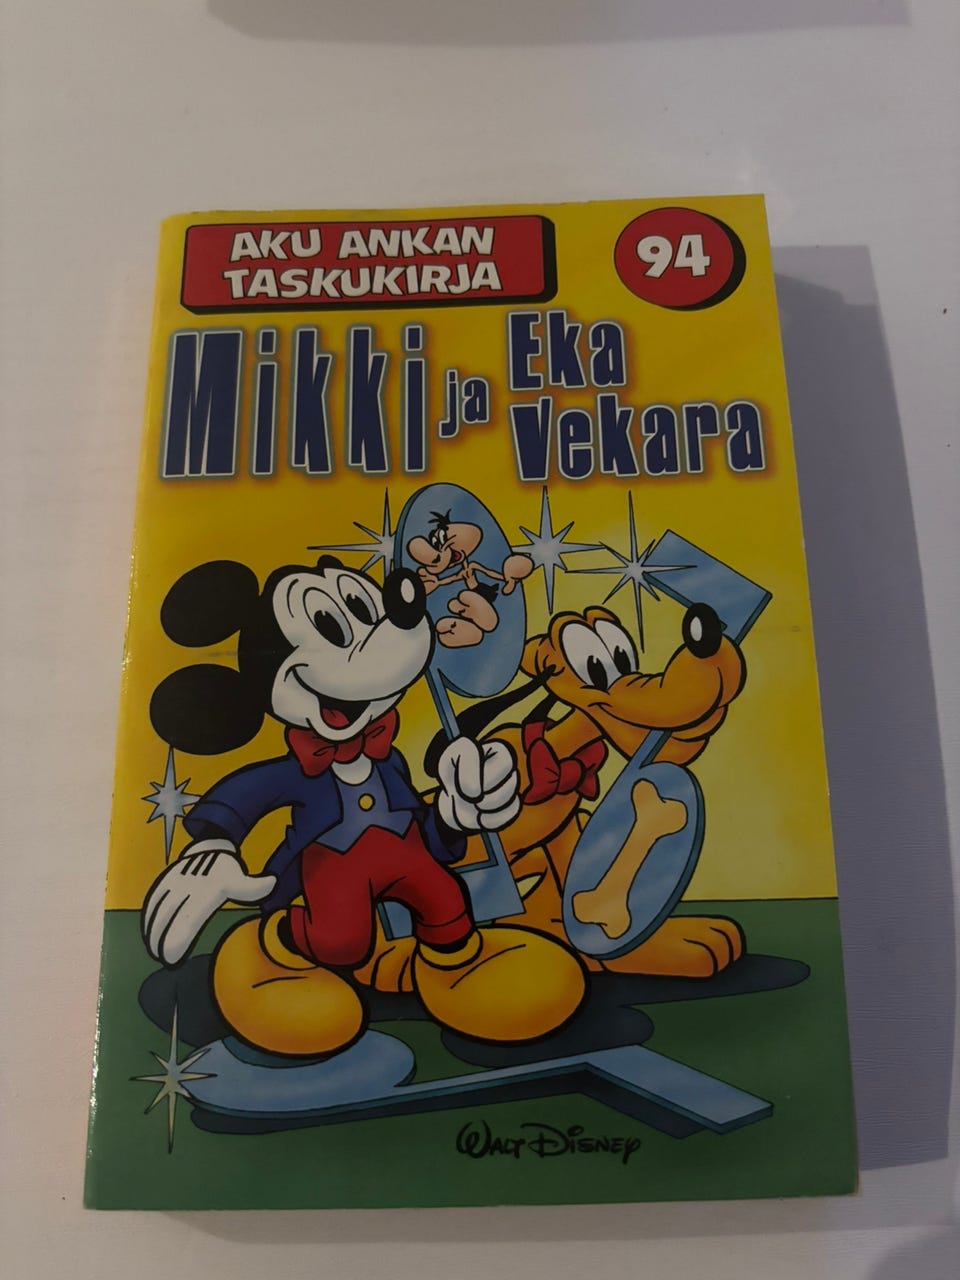 AKU ANKAN
TASKUKIRJA
94
Mikki ja Eka
Vekara
WALT DISNEY